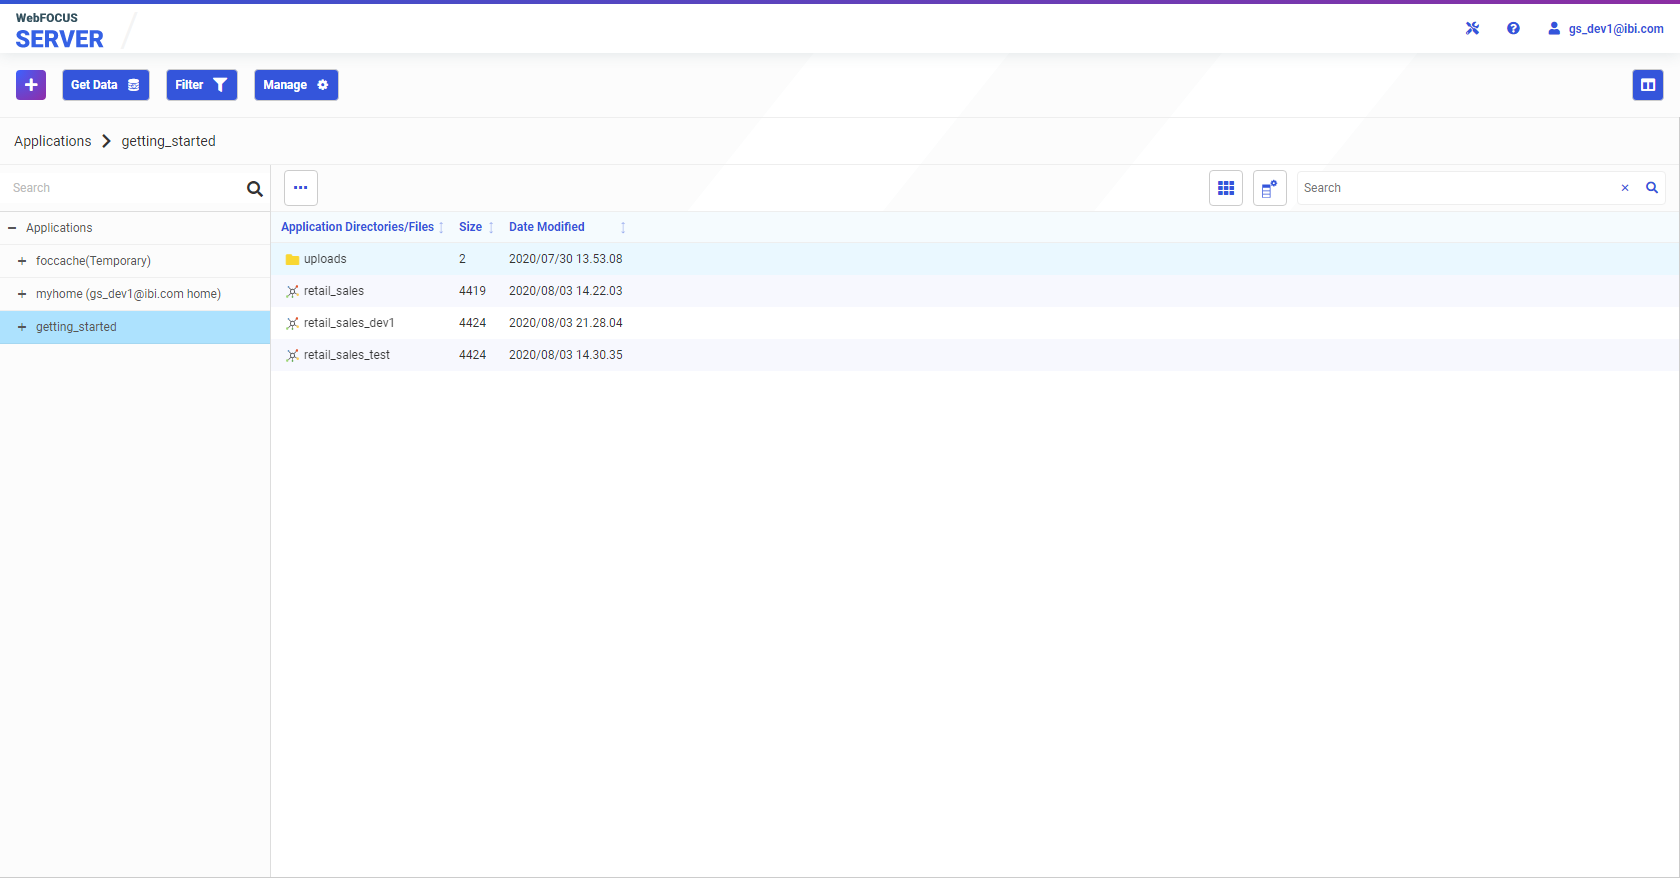 WebFOCUS
SERVER
gs_dev1@ibi.com
Get Data
Filter
Manage
Applications
getting_started
Search
Search
Applications
foccache(Temporary)
myhome (gs_dev1@ibi.com home)
getting_started
Application Directories/Files Size Date Modified
uploads 2 2020/07/30 13.53.08
retail_sales 4419 2020/08/03 14.22.03
retail_sales_dev1 4424 2020/08/03 21.28.04
retail_sales_test 4424 2020/08/03 14.30.35